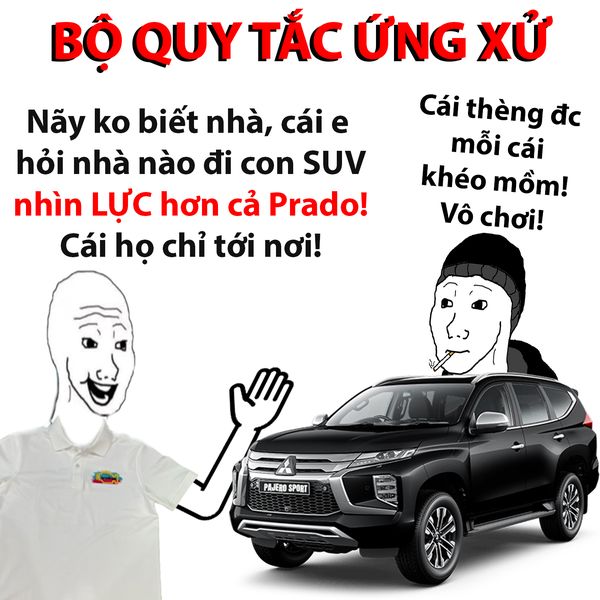 BỘ QUY TẮC ỨNG XỬ
Nãy ko biết nhà, cái e
hỏi nhà nào đi con SUV
nhìn LỰC hơn cả Prado!
Cái họ chỉ tới nơi!
Cái thèng đc
mỗi cái
khéo mồm!
Vô chơi!
PAJERO SPORT